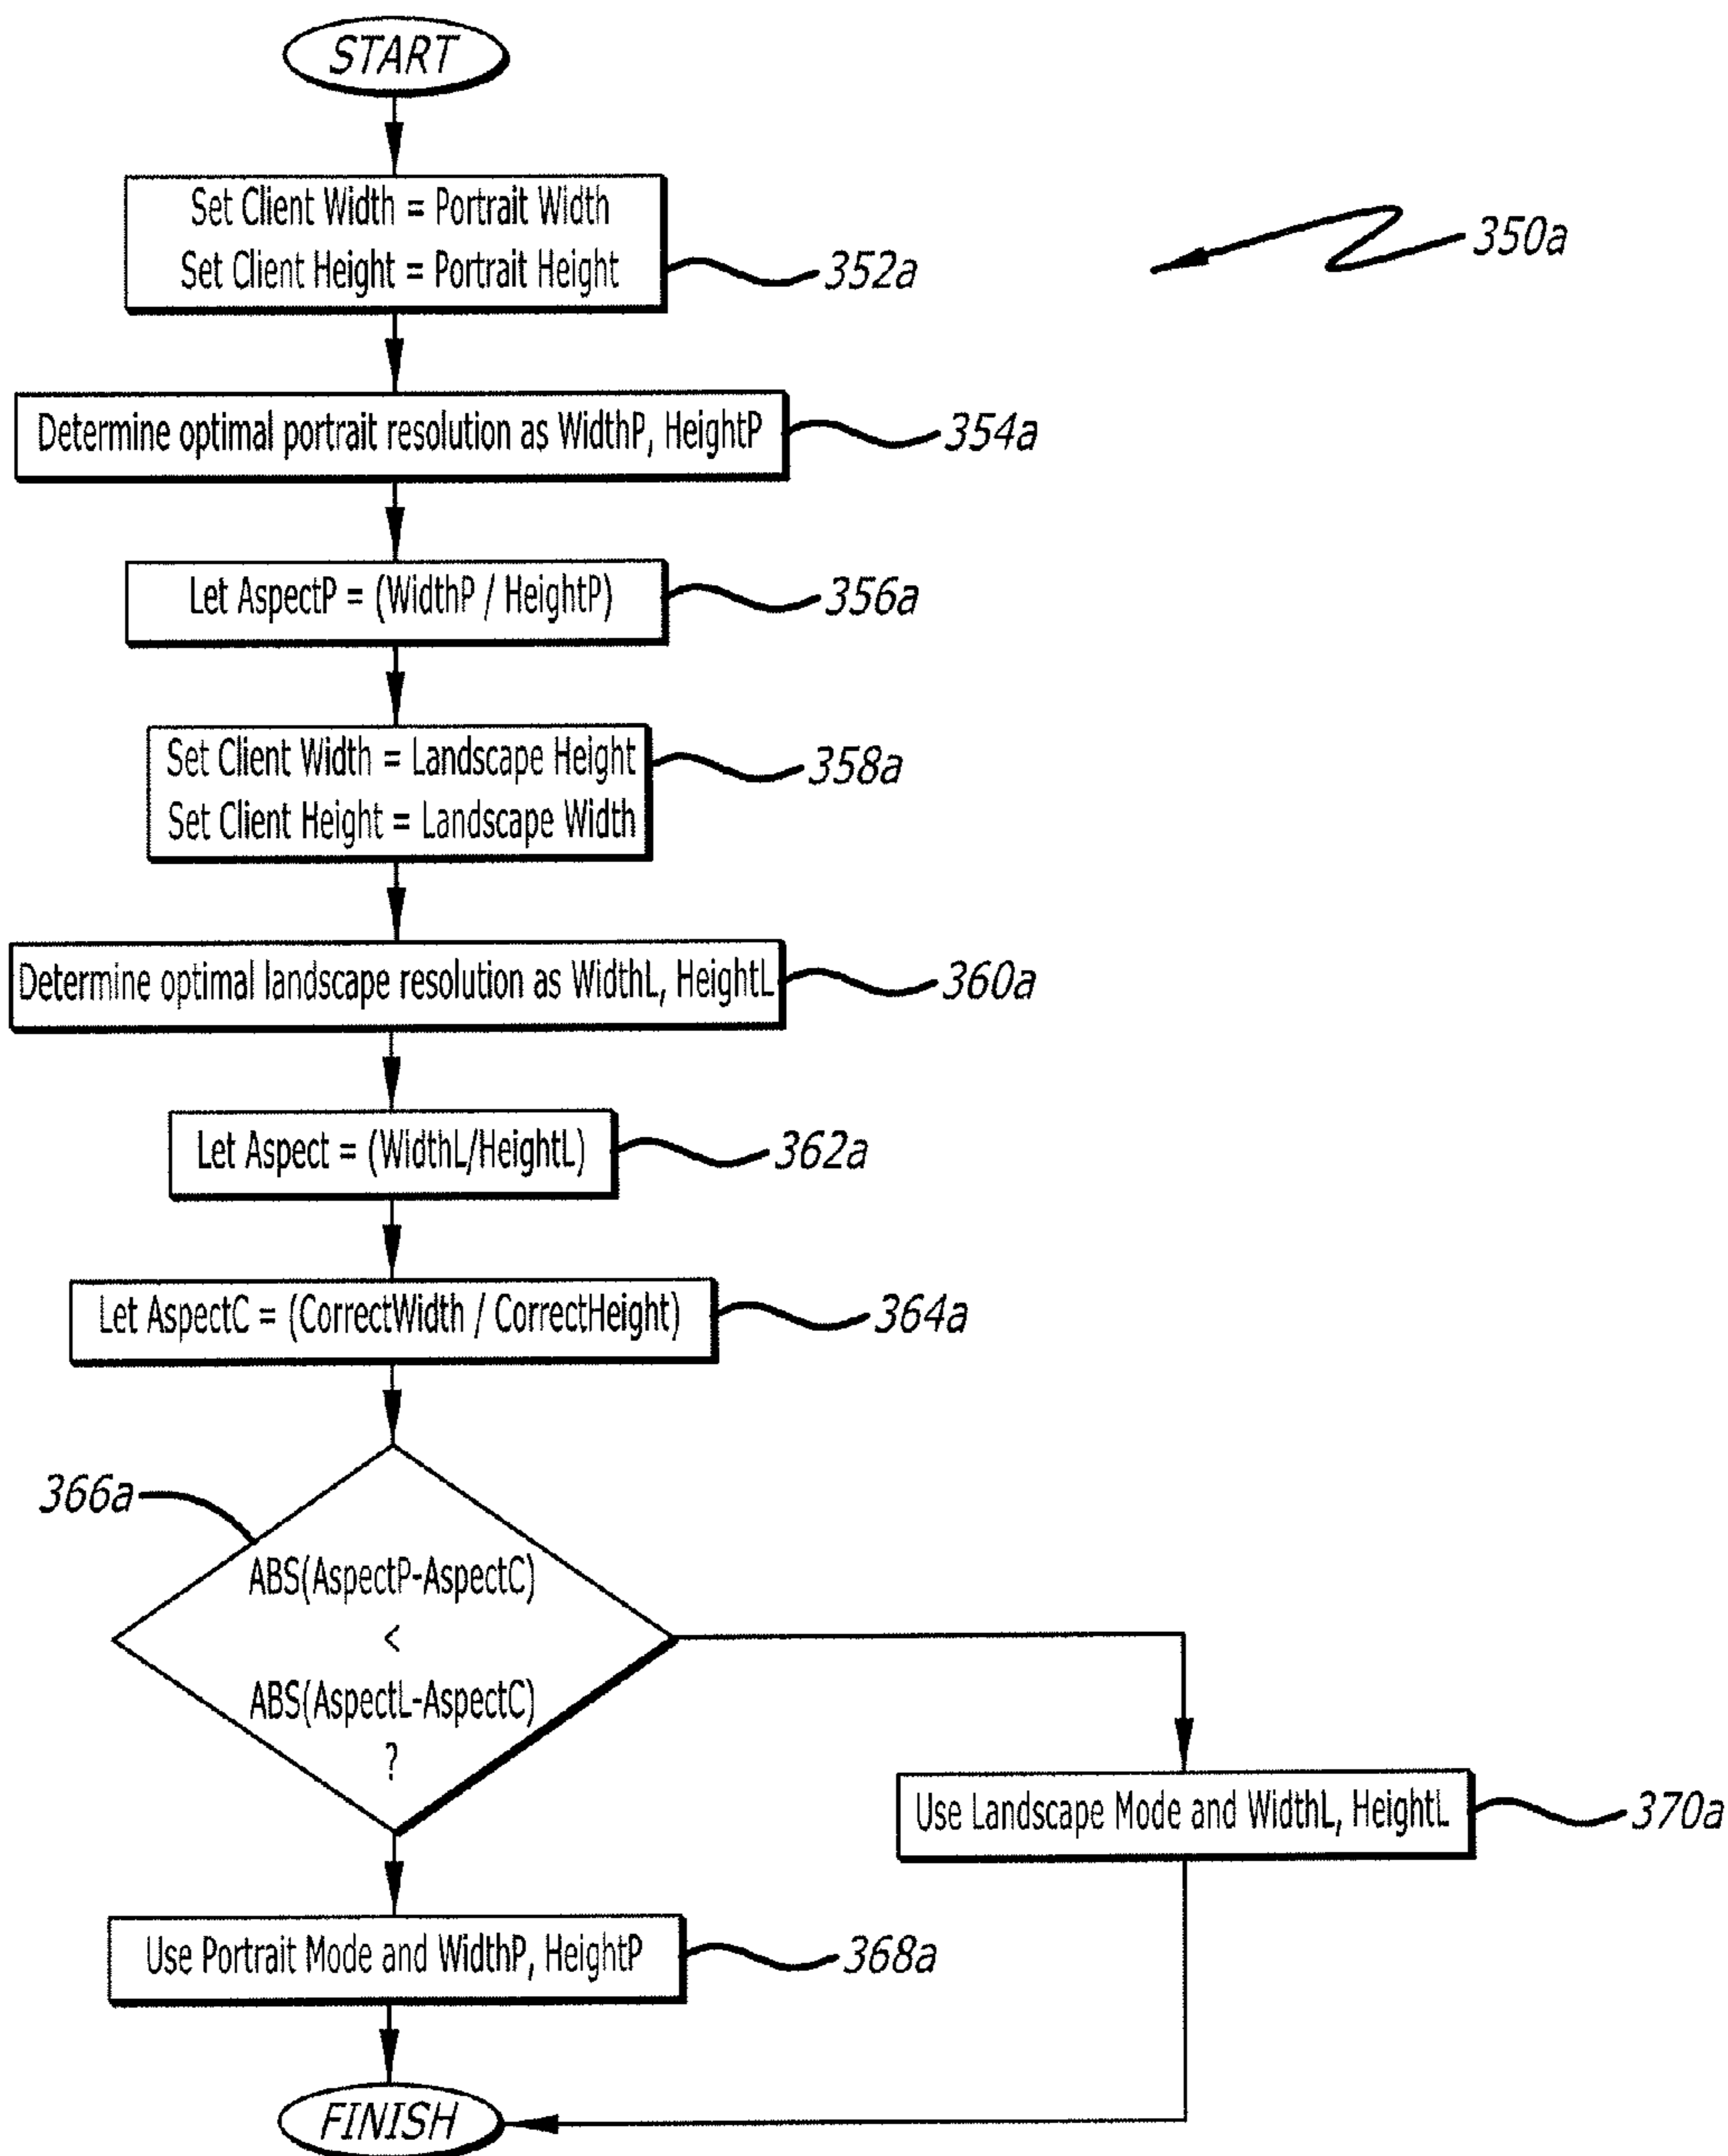 START
Set Client Width = Portrait Width
Set Client Height = Portrait Height
350a
352a
Determine optimal portrait resolution as WidthP, HeightP
354a
Let AspectP = (WidthP / HeightP)
356a
Set Client Width = Landscape Height
Set Client Height = Landscape Width
358a
Determine optimal landscape resolution as WidthL, HeightL
360a
Let Aspect = (WidthL/HeightL)
362a
Let AspectC = (CorrectWidth / CorrectHeight)
364a
366a
ABS(AspectP-AspectC)
<
ABS(AspectL-AspectC)
?
Use Landscape Mode and WidthL, HeightL
370a
Use Portrait Mode and WidthP, HeightP
368a
FINISH